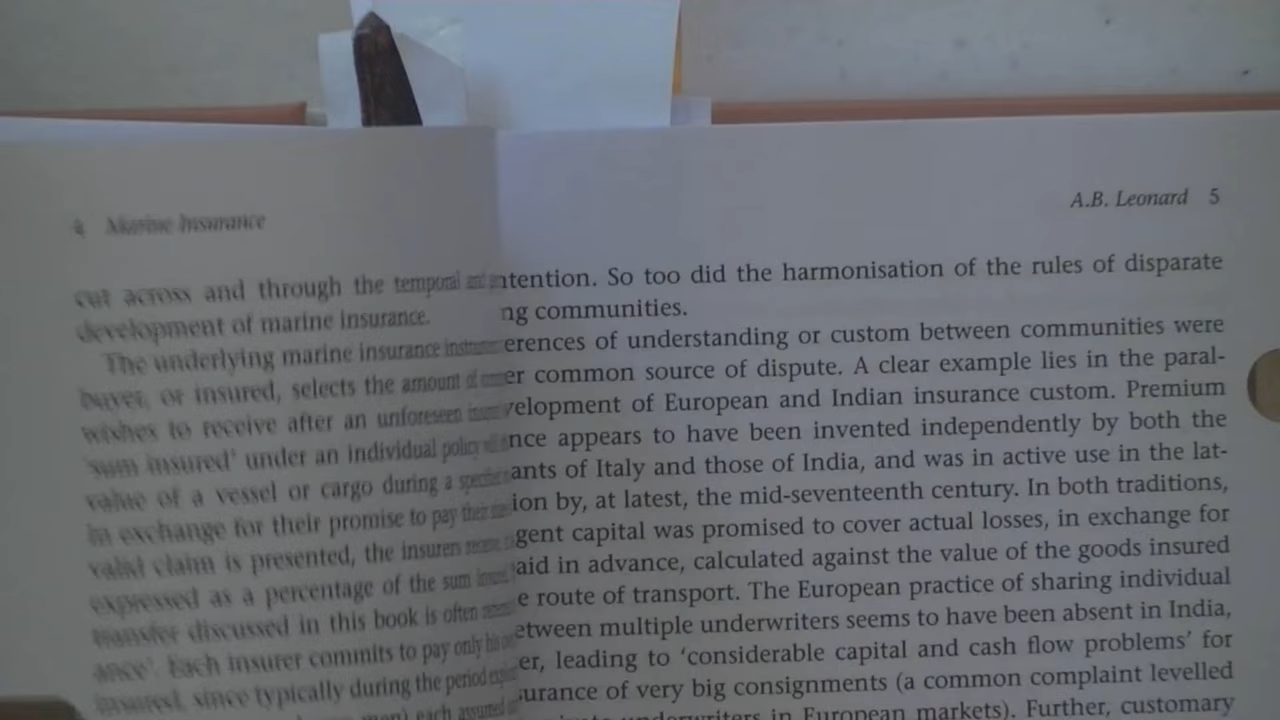 4 Marine Insurance
cut across and through the temporal and
development of marine insurance.
The underlying marine insurance
buyer, or insured, selects the amount of
wishes to receive after an unforeseen
'sum insured' under an individual policy
value of a vessel or cargo during a
in exchange for their promise to pay
valid claim is presented, the insurers
expressed as a percentage of the sum
transfer discussed in this book is often
ance'. Each insurer commits to pay only his
insured, since typically during the period
each assumed
A.B. Leonard 5
ntention. So too did the harmonisation of the rules of disparate
ng communities.
erences of understanding or custom between communities were
er common source of dispute. A clear example lies in the paral-
velopment of European and Indian insurance custom. Premium
nce appears to have been invented independently by both the
ants of Italy and those of India, and was in active use in the lat-
ion by, at latest, the mid-seventeenth century. In both traditions,
gent capital was promised to cover actual losses, in exchange for
aid in advance, calculated against the value of the goods insured
e route of transport. The European practice of sharing individual
etween multiple underwriters seems to have been absent in India,
er, leading to 'considerable capital and cash flow problems' for
surance of very big consignments (a common complaint levelled
underwriters in European markets). Further, customary